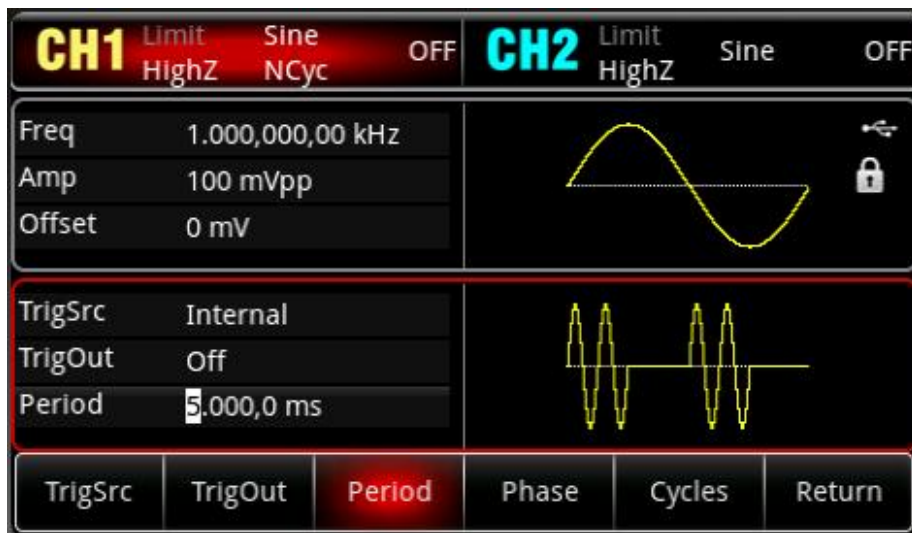 CH1 Limit Sine OFF CH2 Limit Sine OFF
HighZ NCyc HighZ
Freq 1.000,000,00 kHz
Amp 100 mVpp
Offset 0 mV
TrigSrc Internal
TrigOut Off
Period 5.000,0 ms
TrigSrc TrigOut Period Phase Cycles Return